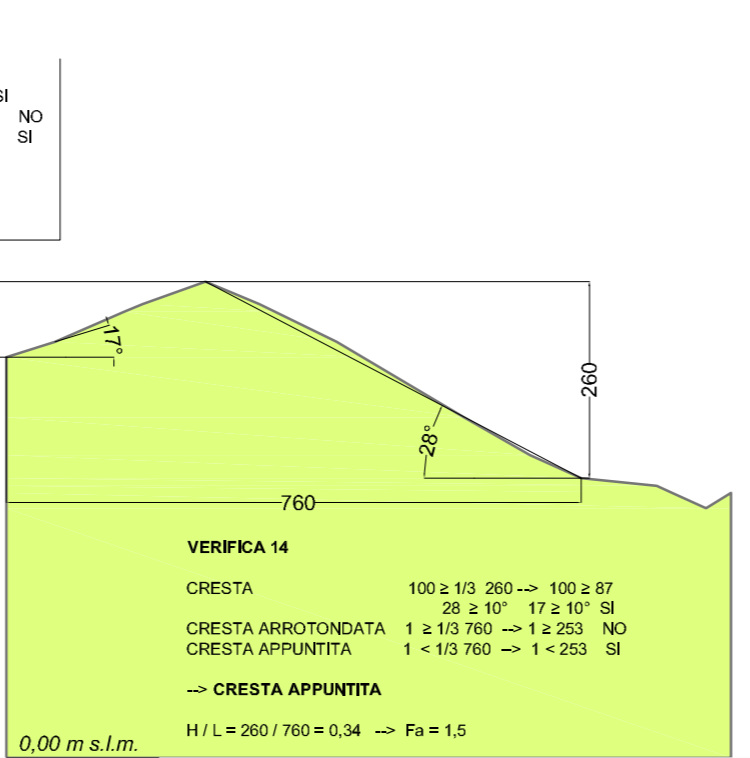 SI
NO
SI
17°
28°
260
760
VERIFICA 14
CRESTA 100 ≥ 1/3 260 --> 100 ≥ 87
28 ≥ 10° 17 ≥ 10° SI
CRESTA ARROTONDATA 1 ≥ 1/3 760 --> 1 ≥ 253 NO
CRESTA APPUNTITA 1 < 1/3 760 --> 1 < 253 SI
--> CRESTA APPUNTITA
H / L = 260 / 760 = 0,34 --> Fa = 1,5
0,00 m s.l.m.